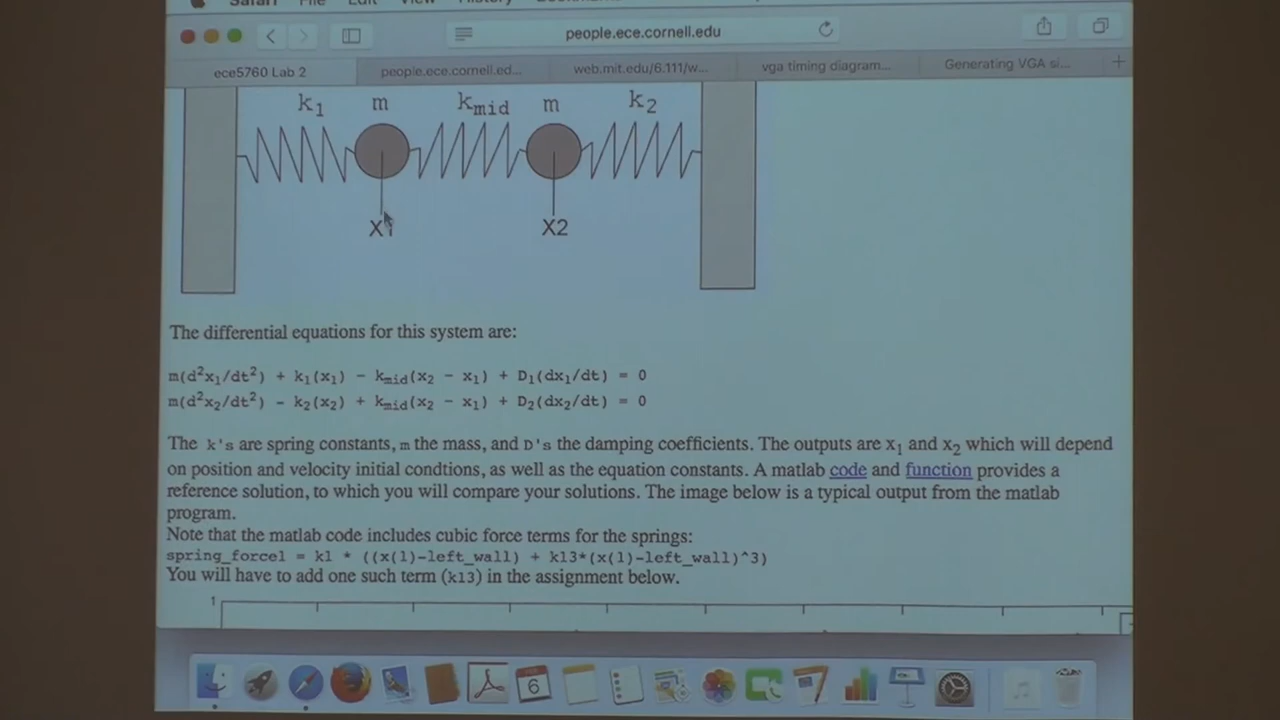 Safari File Edit View History
people.ece.cornell.edu
ece5760 Lab 2
people.ece.cornell.ed...
web.mit.edu/6.111/w...
vga timing diagram...
Generating VGA si...
k1 m kmid m k2
X1 X2
The differential equations for this system are:
m(d²x₁/dt²) + k₁(x₁) - kmid(x₂ - x₁) + D₁(dx₁/dt) = 0
m(d²x₂/dt²) - k₂(x₂) + kmid(x₂ - x₁) + D₂(dx₂/dt) = 0
The k's are spring constants, m the mass, and D's the damping coefficients. The outputs are x₁ and x₂ which will depend
on position and velocity initial condtions, as well as the equation constants. A matlab code and function provides a
reference solution, to which you will compare your solutions. The image below is a typical output from the matlab
program.
Note that the matlab code includes cubic force terms for the springs:
spring_force1 = k1 * ((x(1)-left_wall) + k13*(x(1)-left_wall)^3)
You will have to add one such term (k13) in the assignment below.
1
6